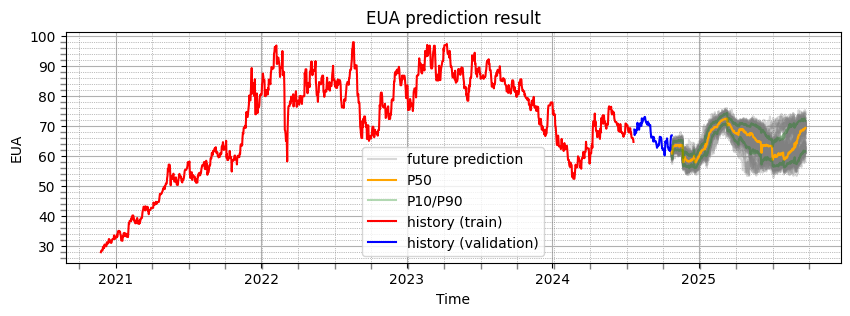 EUA prediction result
EUA
100
90
80
70
60
50
40
30
future prediction
P50
P10/P90
history (train)
history (validation)
2021
2022
2023
2024
2025
Time